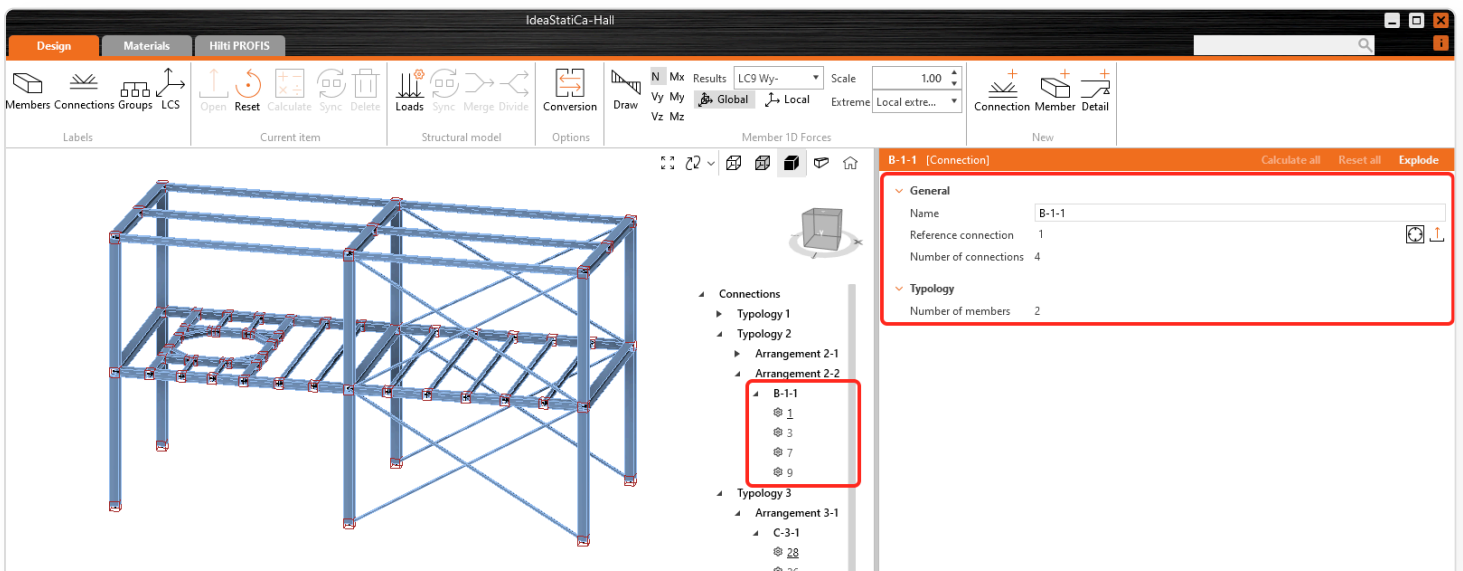 IdeaStatiCa-Hall
Design Materials Hilti PROFIS
i
N Mx Results LC9 Wy- Scale 1.00
Members Connections Groups LCS Open Reset Calculate Sync Delete Loads Sync Merge Divide Conversion Draw Vy My Global Local Extreme Local extre... Connection Member Detail
Vz Mz
Labels Current item Structural model Options Member 1D Forces New
B-1-1 [Connection] Calculate all Reset all Explode
General
Name B-1-1
Reference connection 1
Number of connections 4
Typology
Number of members 2
Connections
Typology 1
Typology 2
Arrangement 2-1
Arrangement 2-2
B-1-1
1
3
7
9
Typology 3
Arrangement 3-1
C-3-1
28